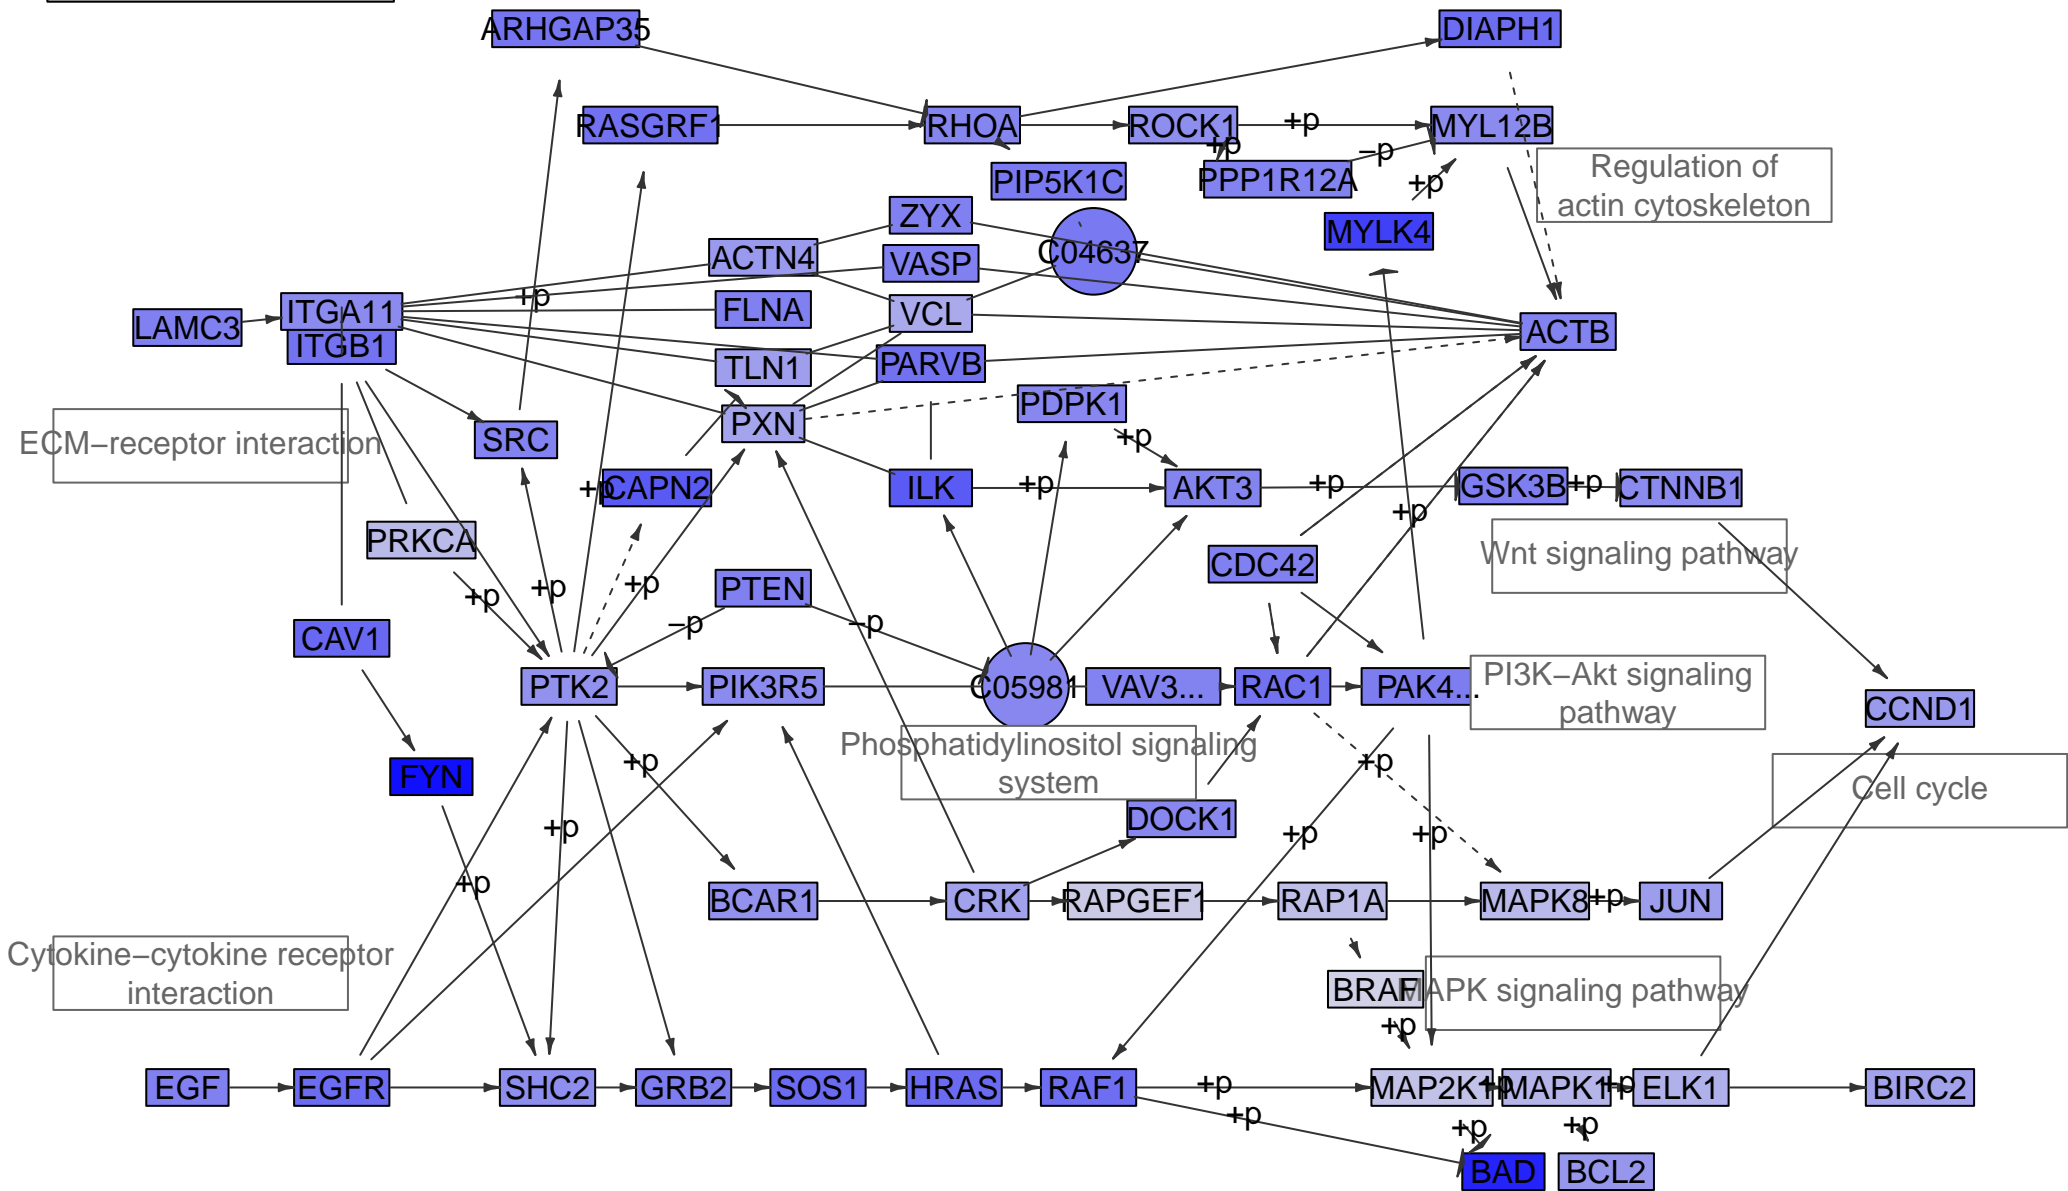 ARHGAP35
DIAPH1
RASGRF1
RHOA
ROCK1
+p
MYL12B
+p
−p
PIP5K1C
PPP1R12A
+p
Regulation of
actin cytoskeleton
ZYX
MYLK4
ACTN4
VASP
C04637
+p
ITGA11
FLNA
VCL
LAMC3
ITGB1
ACTB
TLN1
PARVB
PDPK1
PXN
+p
ECM−receptor interaction
SRC
+p
CAPN2
ILK
+p
AKT3
+p
GSK3B
+p
CTNNB1
+p
PRKCA
Wnt signaling pathway
CDC42
+p
+p
+p
PTEN
−p
−p
CAV1
PTK2
PIK3R5
C05981
VAV3...
RAC1
PAK4...
PI3K−Akt signaling
pathway
CCND1
Phosphatidylinositol signaling
system
+p
+p
FYN
Cell cycle
DOCK1
+p
+p
+p
+p
BCAR1
CRK
RAPGEF1
RAP1A
MAPK8
+p
JUN
Cytokine−cytokine receptor
interaction
BRAF
MAPK signaling pathway
+p
EGF
EGFR
SHC2
GRB2
SOS1
HRAS
RAF1
+p
MAP2K1
+p
MAPK1
+p
ELK1
BIRC2
+p
+p
+p
BAD
BCL2